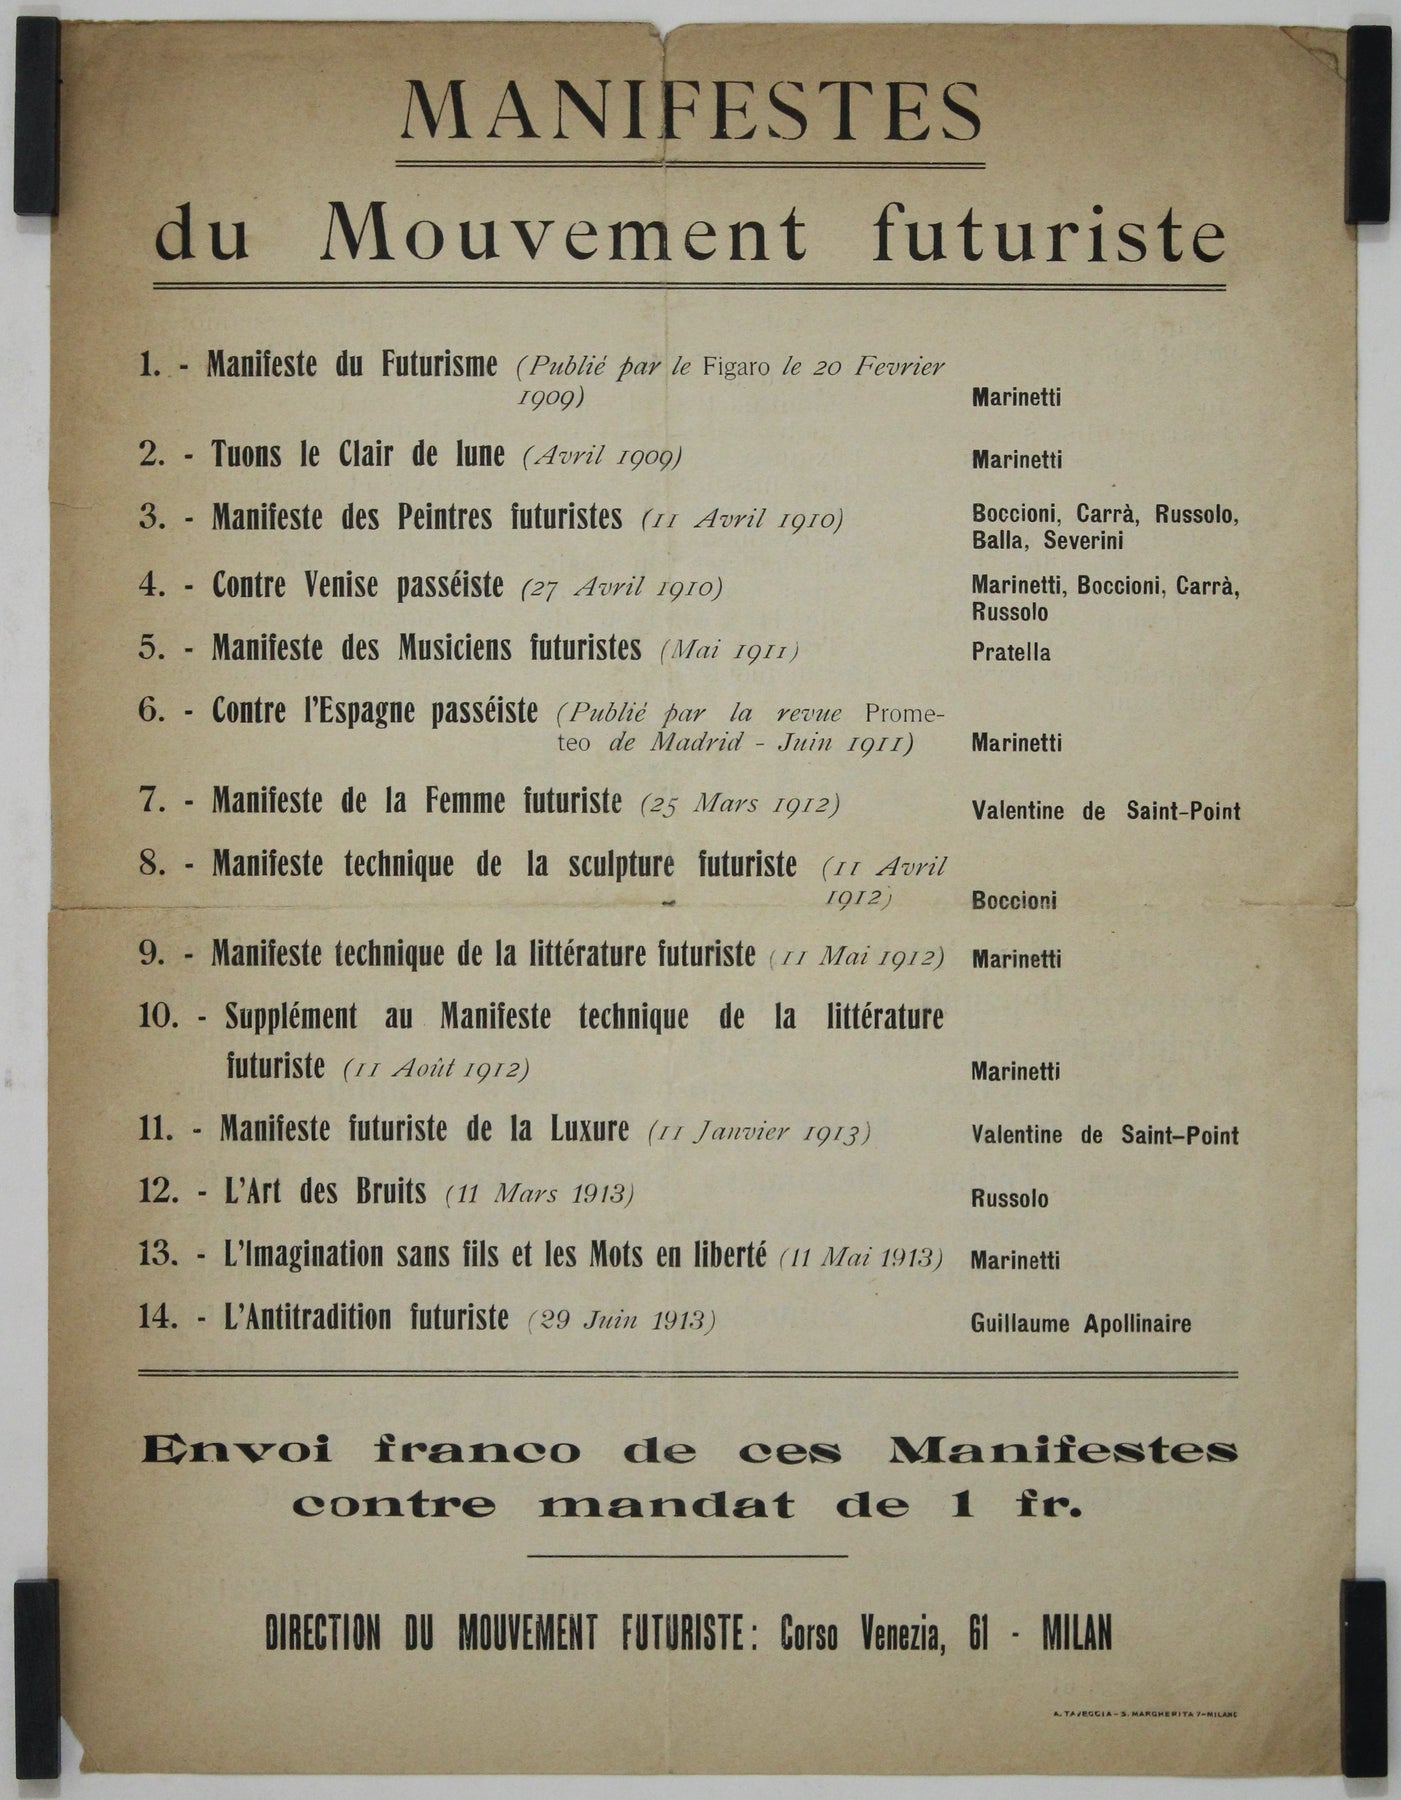 MANIFESTES
du Mouvement futuriste
1. - Manifeste du Futurisme (Publié par le Figaro le 20 Fevrier
1909) Marinetti
2. - Tuons le Clair de lune (Avril 1909) Marinetti
3. - Manifeste des Peintres futuristes (11 Avril 1910) Boccioni, Carrà, Russolo,
Balla, Severini
4. - Contre Venise passéiste (27 Avril 1910) Marinetti, Boccioni, Carrà,
Russolo
5. - Manifeste des Musiciens futuristes (Mai 1911) Pratella
6. - Contre l'Espagne passéiste (Publié par la revue Prome-
teo de Madrid - Juin 1911) Marinetti
7. - Manifeste de la Femme futuriste (25 Mars 1912) Valentine de Saint-Point
8. - Manifeste technique de la sculpture futuriste (11 Avril
1912) Boccioni
9. - Manifeste technique de la littérature futuriste (11 Mai 1912) Marinetti
10. - Supplément au Manifeste technique de la littérature
futuriste (11 Août 1912) Marinetti
11. - Manifeste futuriste de la Luxure (11 Janvier 1913) Valentine de Saint-Point
12. - L'Art des Bruits (11 Mars 1913) Russolo
13. - L'Imagination sans fils et les Mots en liberté (11 Mai 1913) Marinetti
14. - L'Antitradition futuriste (29 Juin 1913) Guillaume Apollinaire
Envoi franco de ces Manifestes
contre mandat de 1 fr.
DIRECTION DU MOUVEMENT FUTURISTE: Corso Venezia, 61 - MILAN
A. TAVEGGIA - S. MARGHERITA 7-MILANO